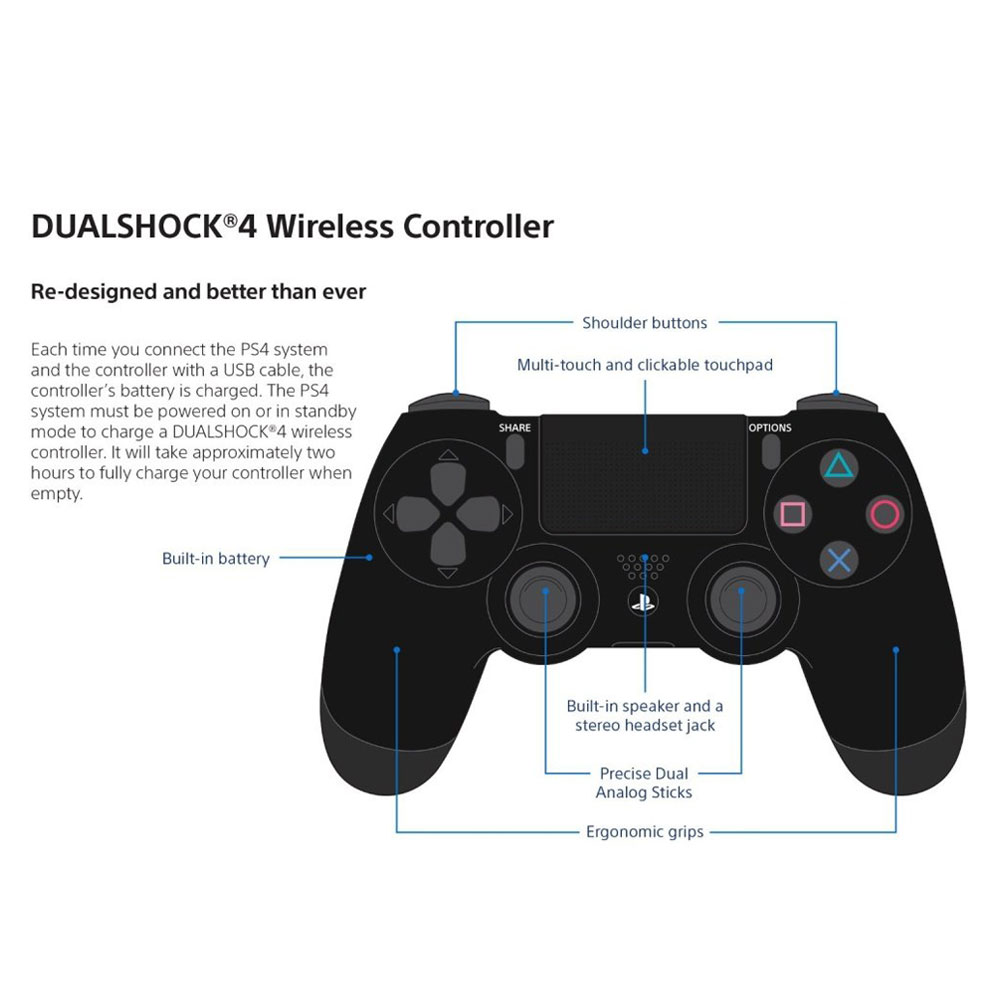 DUALSHOCK®4 Wireless Controller
Re-designed and better than ever
Each time you connect the PS4 system
and the controller with a USB cable, the
controller’s battery is charged. The PS4
system must be powered on or in standby
mode to charge a DUALSHOCK®4 wireless
controller. It will take approximately two
hours to fully charge your controller when
empty.
Shoulder buttons
Multi-touch and clickable touchpad
SHARE
OPTIONS
Built-in battery
Built-in speaker and a
stereo headset jack
Precise Dual
Analog Sticks
Ergonomic grips